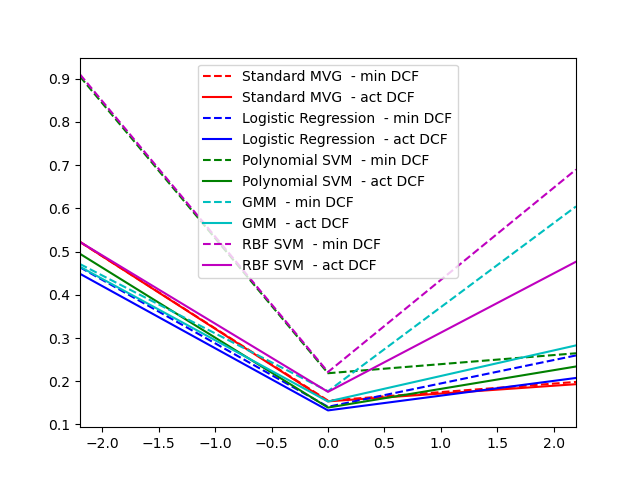 0.9
0.8
0.7
0.6
0.5
0.4
0.3
0.2
0.1
Standard MVG - min DCF
Standard MVG - act DCF
Logistic Regression - min DCF
Logistic Regression - act DCF
Polynomial SVM - min DCF
Polynomial SVM - act DCF
GMM - min DCF
GMM - act DCF
RBF SVM - min DCF
RBF SVM - act DCF
−2.0 −1.5 −1.0 −0.5 0.0 0.5 1.0 1.5 2.0